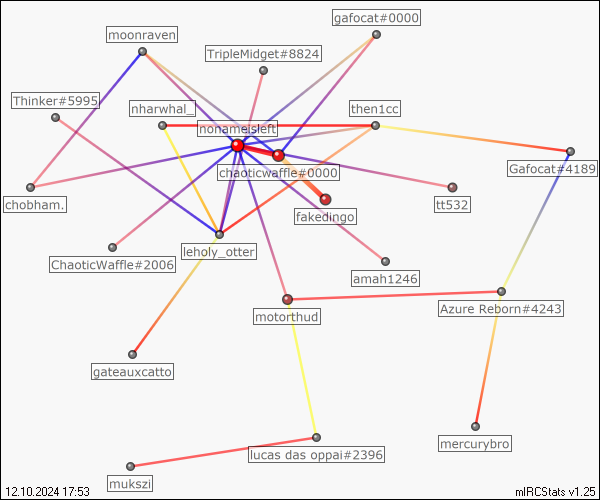 gafocat#0000
moonraven
TripleMidget#8824
Thinker#5995
nharwhal_
then1cc
nonameisleft
chaoticwaffle#0000
Gafocat#4189
chobham.
tt532
fakedingo
leholy_otter
ChaoticWaffle#2006
amah1246
motorthud
Azure Reborn#4243
gateauxcatto
mercurybro
lucas das oppai#2396
mukszi
12.10.2024 17:53
mIRCStats v1.25